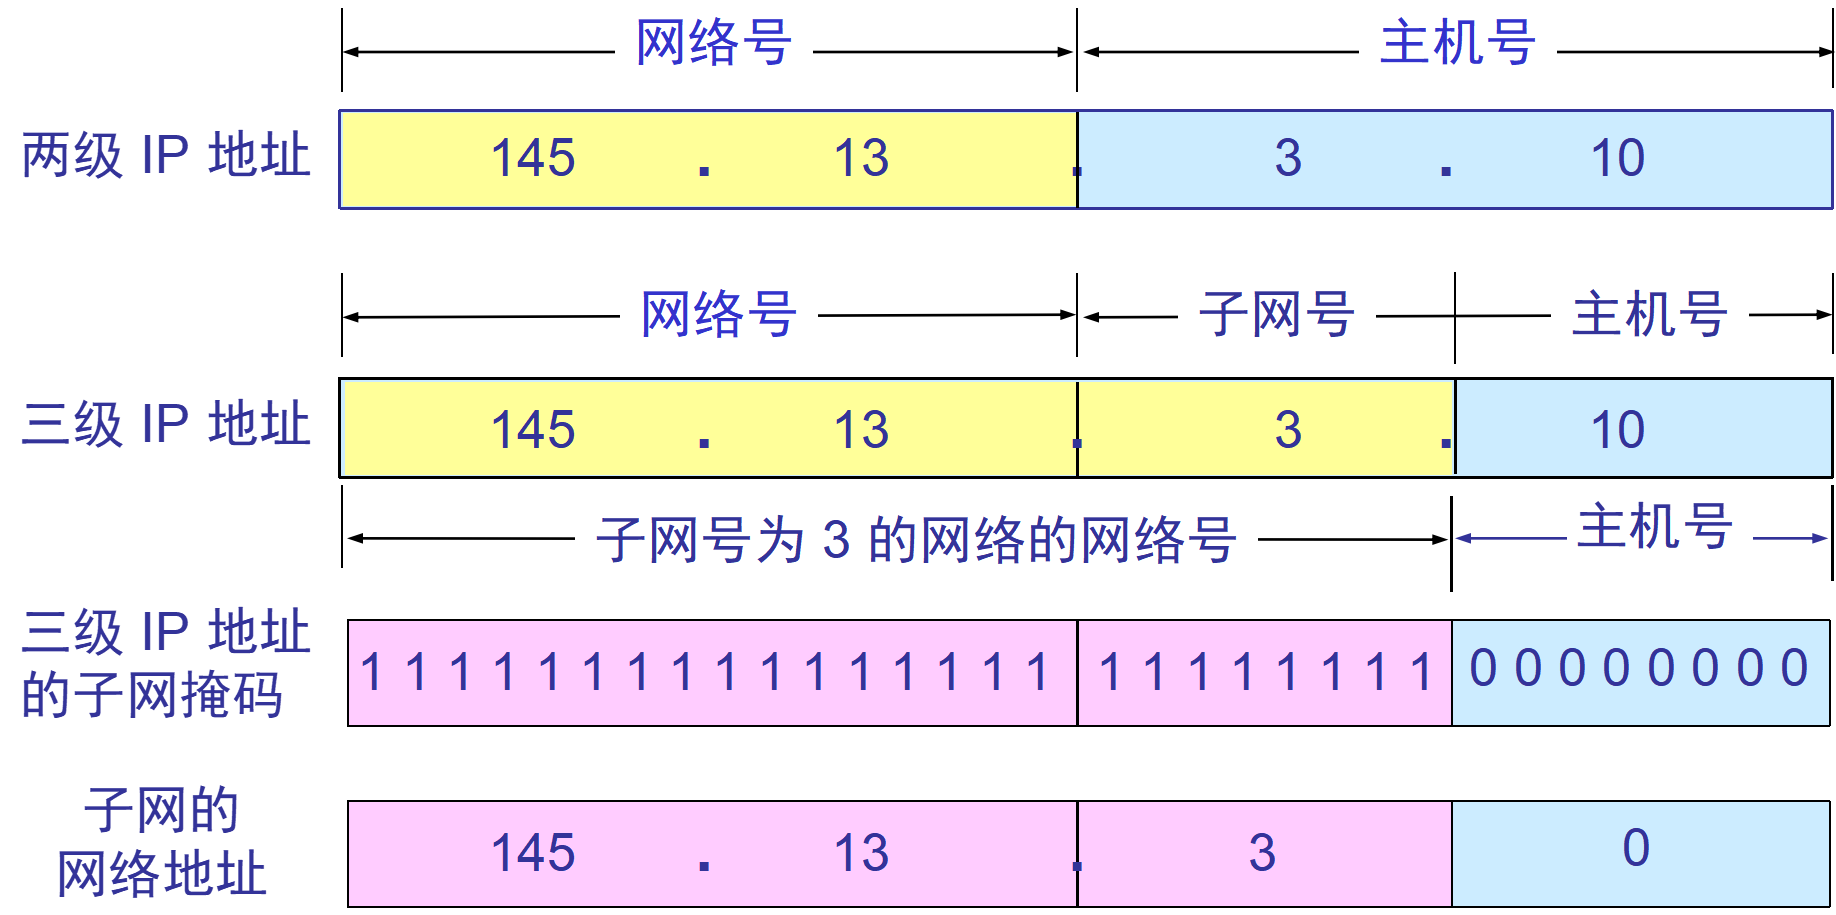 网络号 主机号
两级 IP 地址 145 . 13 . 3 . 10
网络号 子网号 主机号
三级 IP 地址 145 . 13 . 3 . 10
子网号为 3 的网络的网络号 主机号
三级 IP 地址
的子网掩码
1 1 1 1 1 1 1 1 1 1 1 1 1 1 1 1 1 1 1 1 1 1 1 1 0 0 0 0 0 0 0 0
子网的
网络地址
145 . 13 . 3 0